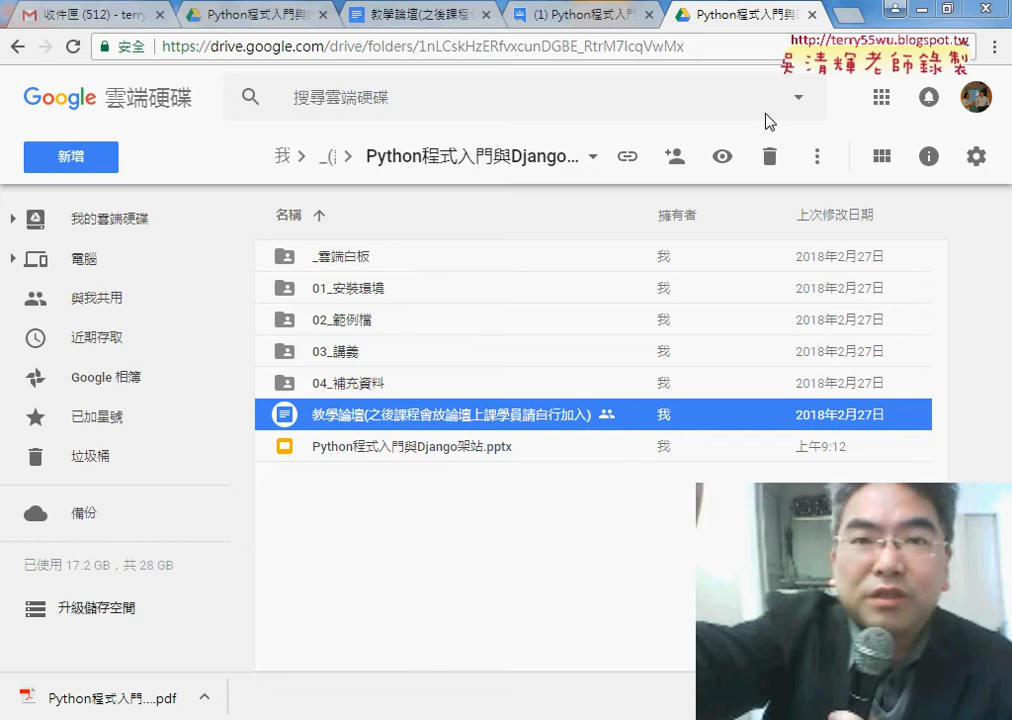 收件匣 (512) - terry
Python程式入門與
教學論壇(之後課程
(1) Python程式入門
Python程式入門與
安全
https://drive.google.com/drive/folders/1nLCskHzERfvxcunDGBE_RtrM7IcqVwMx
http://terry55wu.blogspot.tw
吳清輝老師錄製
Google 雲端硬碟
搜尋雲端硬碟
新增
我
Python程式入門與Django...
我的雲端硬碟
電腦
與我共用
近期存取
Google 相簿
已加星號
垃圾桶
備份
已使用 17.2 GB，共 28 GB
升級儲存空間
名稱 擁有者 上次修改日期
_雲端白板 我 2018年2月27日
01_安裝環境 我 2018年2月27日
02_範例檔 我 2018年2月27日
03_講義 我 2018年2月27日
04_補充資料 我 2018年2月27日
教學論壇(之後課程會放論壇上課學員請自行加入) 我 2018年2月27日
Python程式入門與Django架站.pptx 我 上午9:12
Python程式入門....pdf